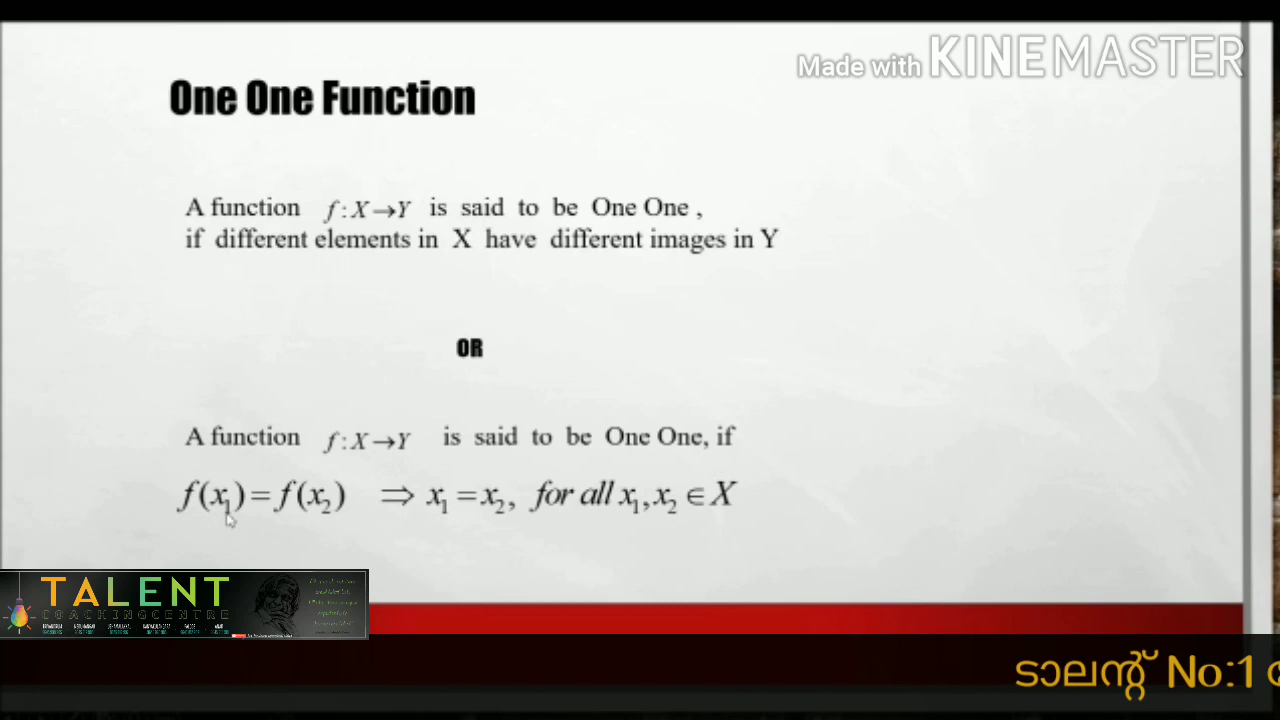 Made with KINEMASTER
One One Function
A function f : X → Y is said to be One One ,
if different elements in X have different images in Y
OR
A function f : X → Y is said to be One One, if
f(x₁) = f(x₂) ⇒ x₁ = x₂, for all x₁, x₂ ∈ X
TALENT
COACHING CENTRE
ടാലന്റ് No:1